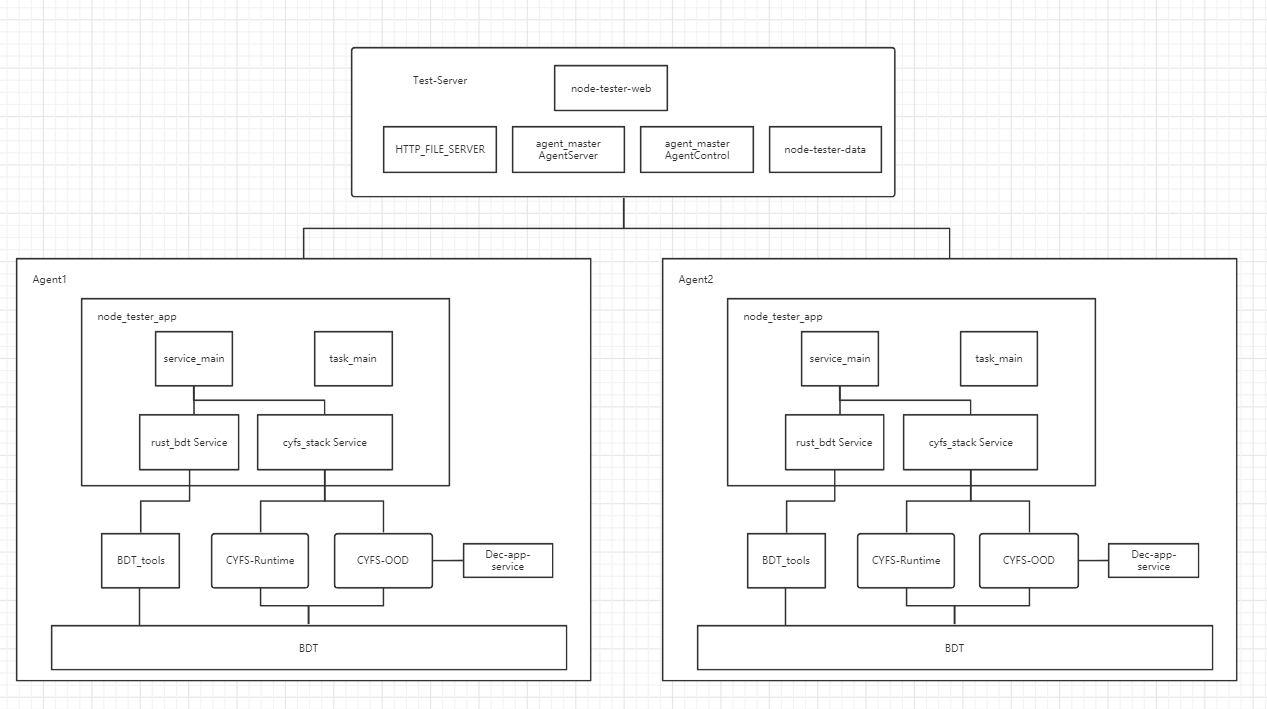 Test-Server
node-tester-web
HTTP_FILE_SERVER
agent_master
AgentServer
agent_master
AgentControl
node-tester-data
Agent1
node_tester_app
service_main
task_main
rust_bdt Service
cyfs_stack Service
BDT_tools
CYFS-Runtime
CYFS-OOD
Dec-app-
service
BDT
Agent2
node_tester_app
service_main
task_main
rust_bdt Service
cyfs_stack Service
BDT_tools
CYFS-Runtime
CYFS-OOD
Dec-app-
service
BDT